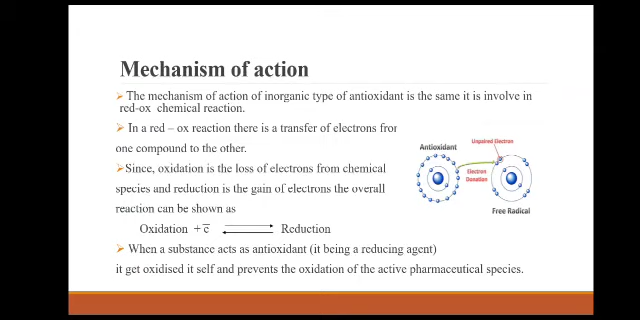 Mechanism of action
The mechanism of action of inorganic type of antioxidant is the same it is involve in
red-ox chemical reaction.
In a red – ox reaction there is a transfer of electrons from
one compound to the other.
Since, oxidation is the loss of electrons from chemical
species and reduction is the gain of electrons the overall
reaction can be shown as
Oxidation + e Reduction
When a substance acts as antioxidant (it being a reducing agent)
it get oxidised it self and prevents the oxidation of the active pharmaceutical species.
Unpaired Electron
Antioxidant
Electron
Donation
Free Radical